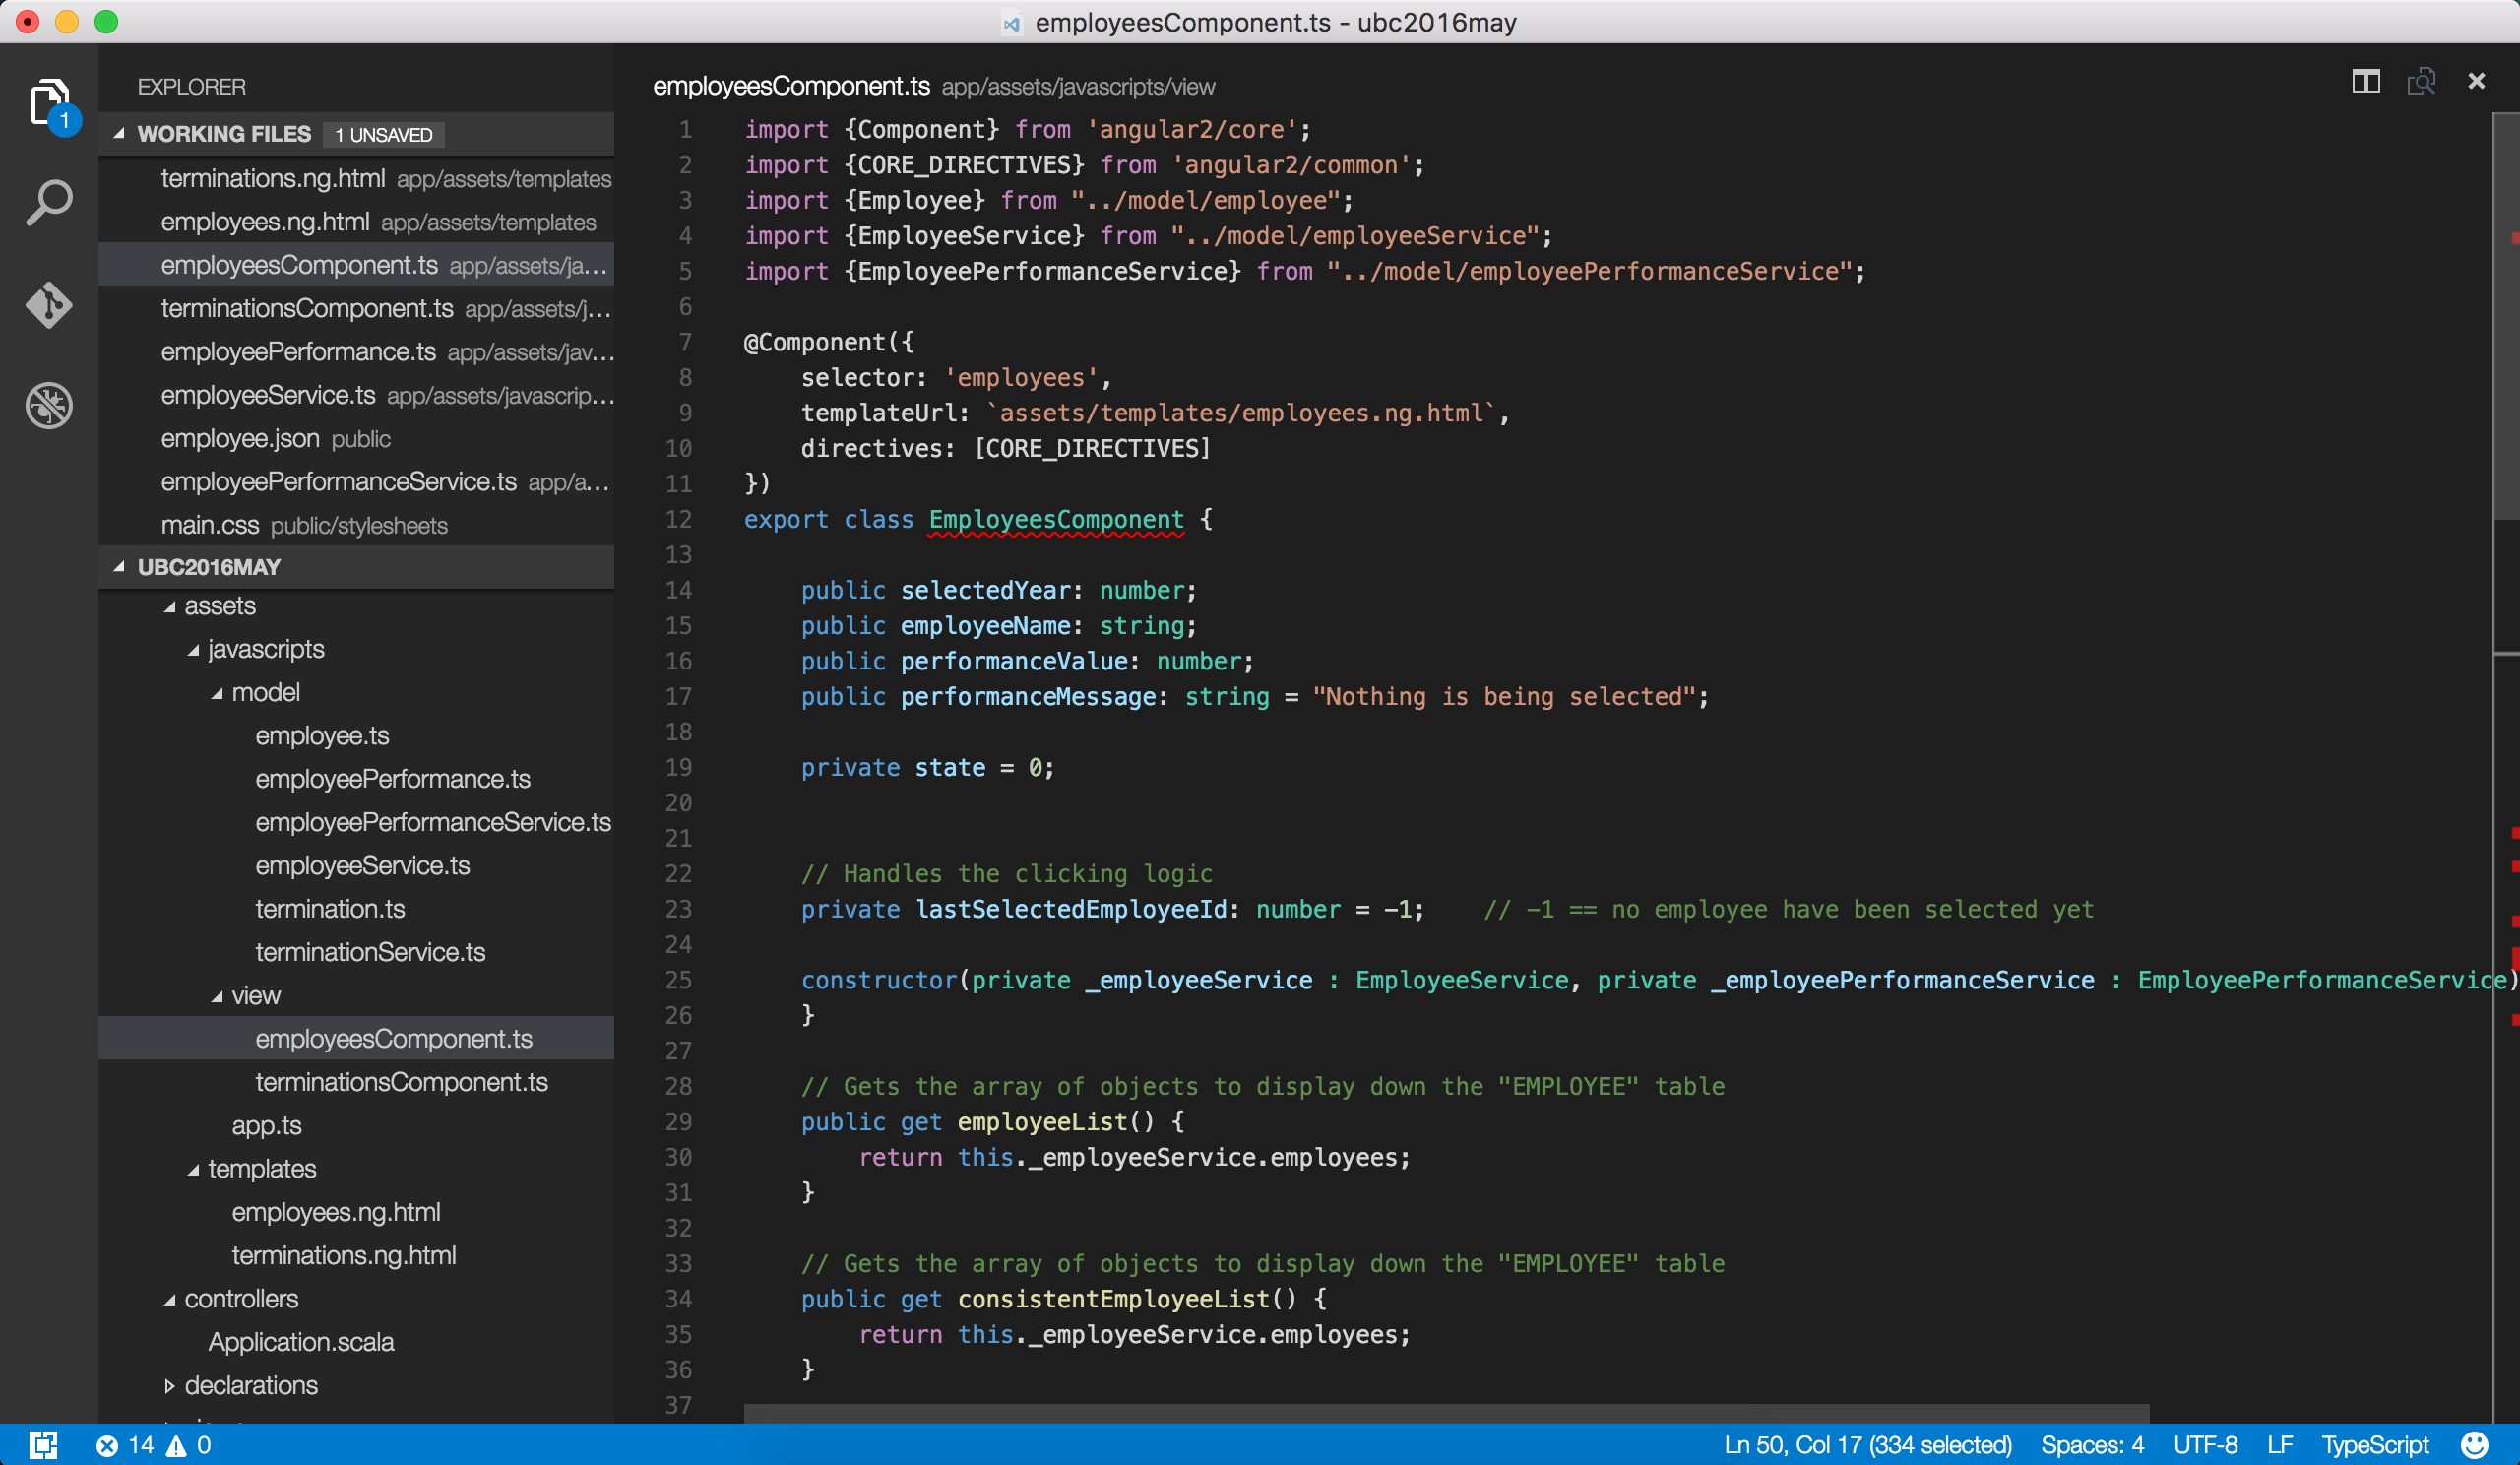 employeesComponent.ts - ubc2016may
EXPLORER
1
WORKING FILES 1 UNSAVED
terminations.ng.html app/assets/templates
employees.ng.html app/assets/templates
employeesComponent.ts app/assets/ja...
terminationsComponent.ts app/assets/j...
employeePerformance.ts app/assets/jav...
employeeService.ts app/assets/javascrip...
employee.json public
employeePerformanceService.ts app/a...
main.css public/stylesheets
UBC2016MAY
assets
javascripts
model
employee.ts
employeePerformance.ts
employeePerformanceService.ts
employeeService.ts
termination.ts
terminationService.ts
view
employeesComponent.ts
terminationsComponent.ts
app.ts
templates
employees.ng.html
terminations.ng.html
controllers
Application.scala
declarations
employeesComponent.ts app/assets/javascripts/view
1 import {Component} from 'angular2/core';
2 import {CORE_DIRECTIVES} from 'angular2/common';
3 import {Employee} from "../model/employee";
4 import {EmployeeService} from "../model/employeeService";
5 import {EmployeePerformanceService} from "../model/employeePerformanceService";
6
7 @Component({
8     selector: 'employees',
9     templateUrl: `assets/templates/employees.ng.html`,
10     directives: [CORE_DIRECTIVES]
11 })
12 export class EmployeesComponent {
13
14     public selectedYear: number;
15     public employeeName: string;
16     public performanceValue: number;
17     public performanceMessage: string = "Nothing is being selected";
18
19     private state = 0;
20
21
22     // Handles the clicking logic
23     private lastSelectedEmployeeId: number = -1;    // -1 == no employee have been selected yet
24
25     constructor(private _employeeService : EmployeeService, private _employeePerformanceService : EmployeePerformanceService)
26     }
27
28     // Gets the array of objects to display down the "EMPLOYEE" table
29     public get employeeList() {
30         return this._employeeService.employees;
31     }
32
33     // Gets the array of objects to display down the "EMPLOYEE" table
34     public get consistentEmployeeList() {
35         return this._employeeService.employees;
36     }
37
14 0 Ln 50, Col 17 (334 selected) Spaces: 4 UTF-8 LF TypeScript